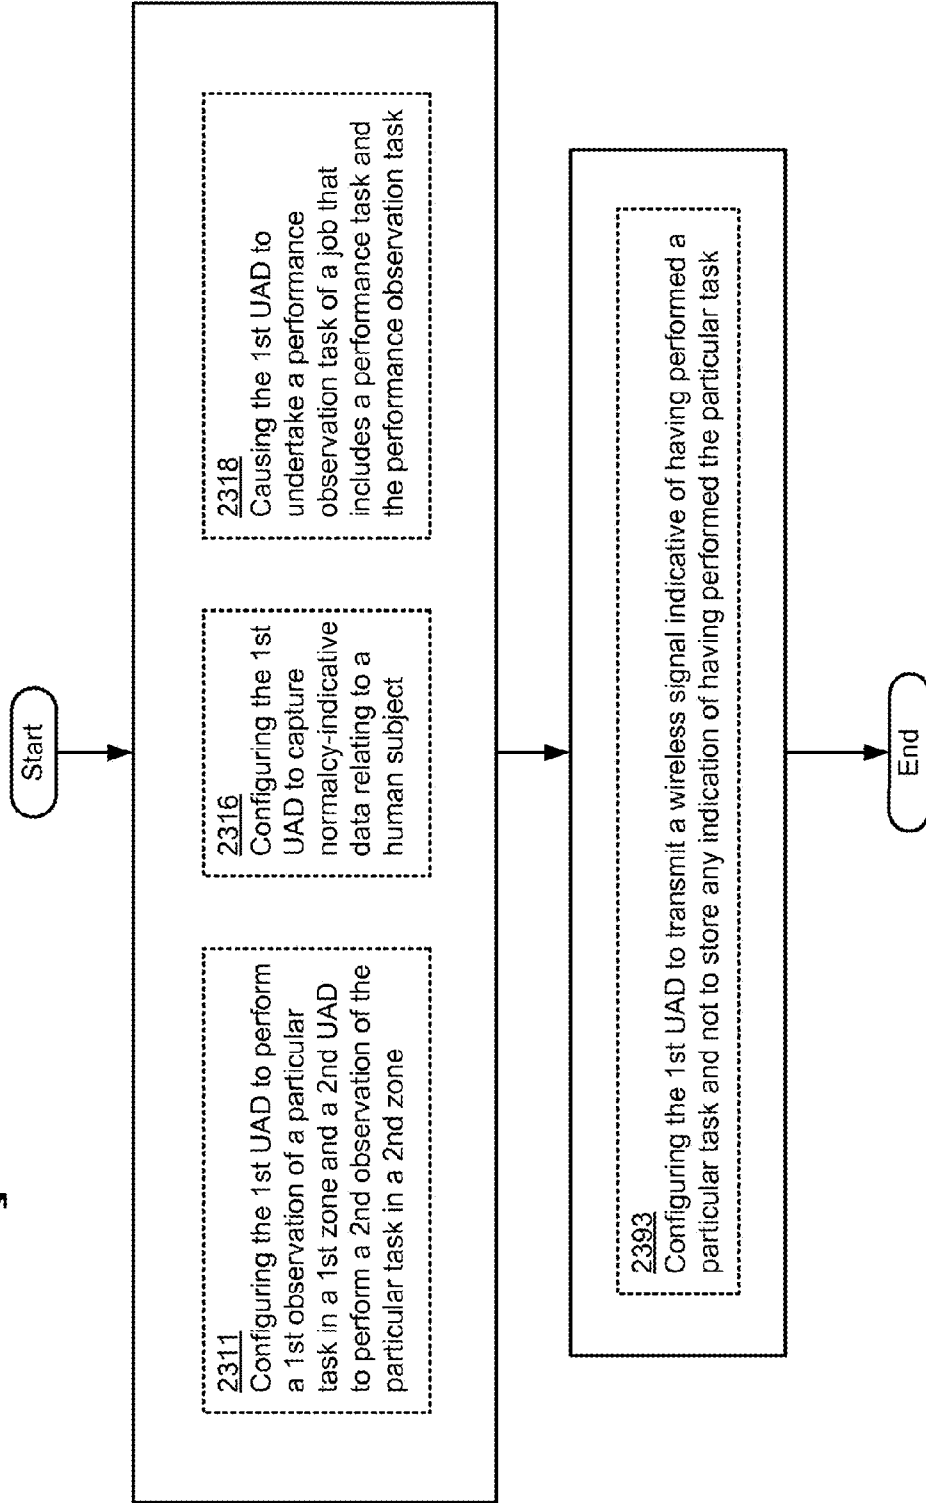 Start
2311
Configuring the 1st UAD to perform
a 1st observation of a particular
task in a 1st zone and a 2nd UAD
to perform a 2nd observation of the
particular task in a 2nd zone
2316
Configuring the 1st
UAD to capture
normalcy-indicative
data relating to a
human subject
2318
Causing the 1st UAD to
undertake a performance
observation task of a job that
includes a performance task and
the performance observation task
2393
Configuring the 1st UAD to transmit a wireless signal indicative of having performed a
particular task and not to store any indication of having performed the particular task
End